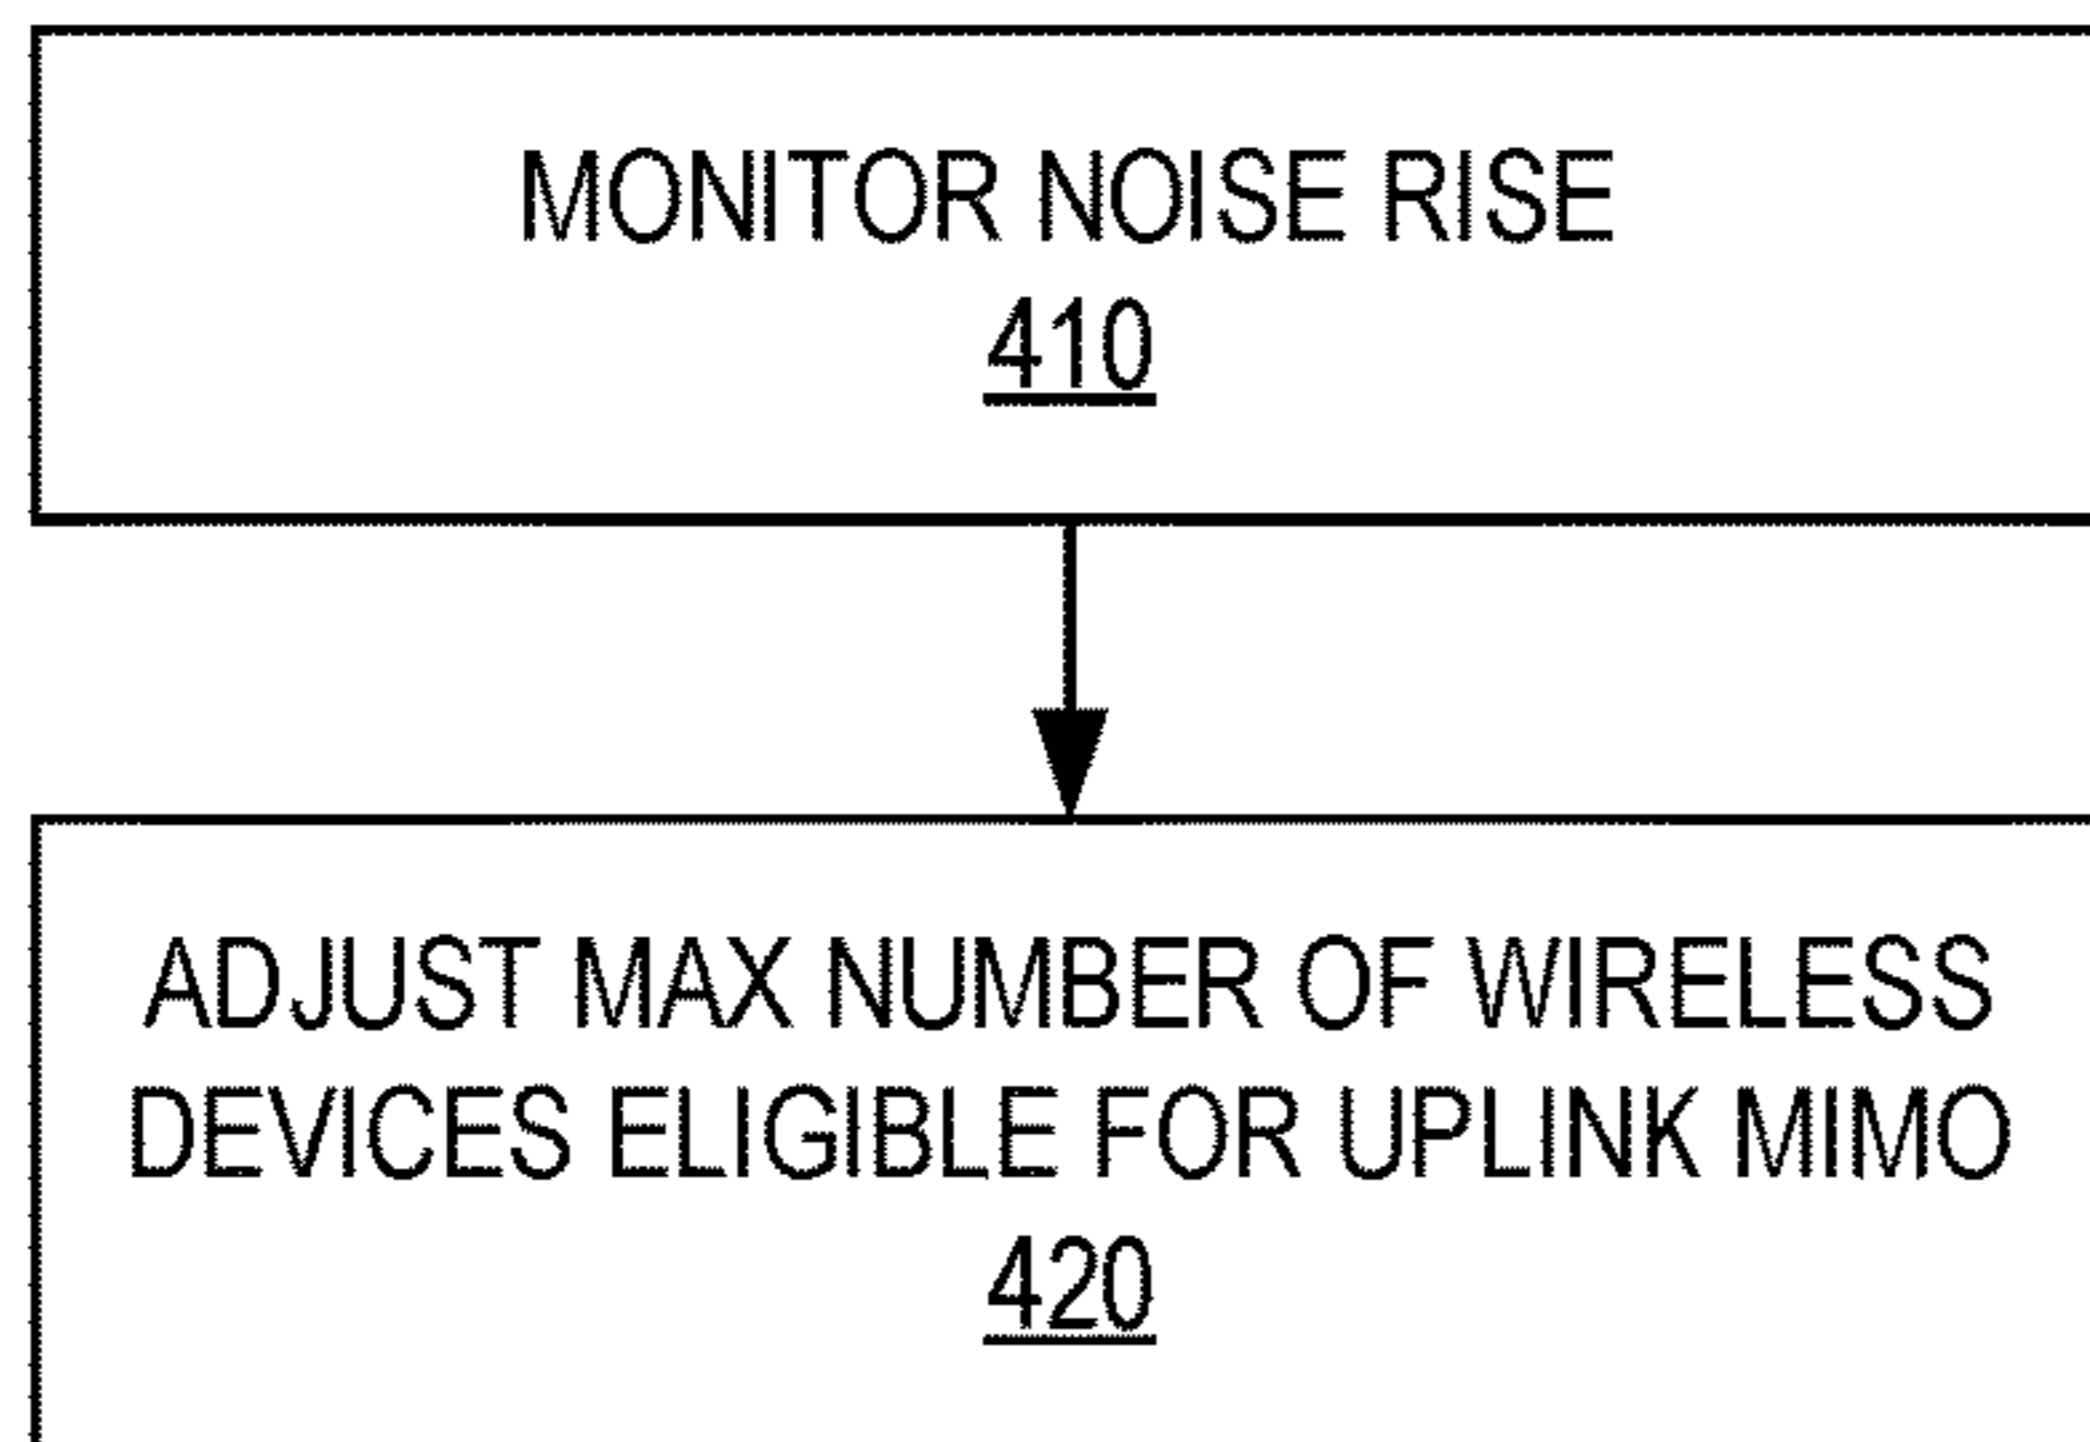 MONITOR NOISE RISE
410
ADJUST MAX NUMBER OF WIRELESS
DEVICES ELIGIBLE FOR UPLINK MIMO
420